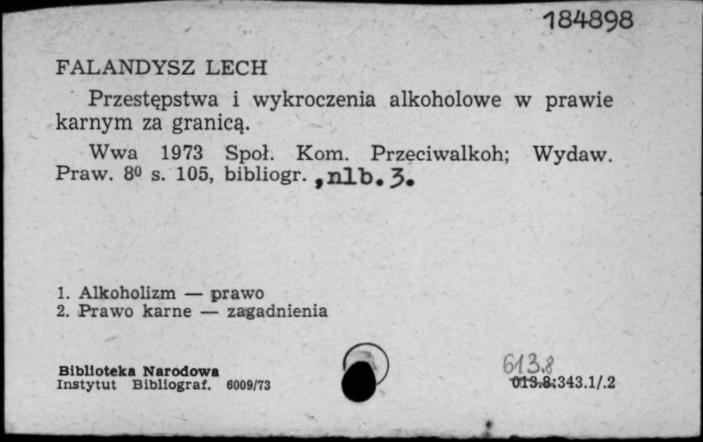 184898
FALANDYSZ LECH
Przestępstwa i wykroczenia alkoholowe w prawie
karnym za granicą.
Wwa 1973 Społ. Kom. Przeciwalkoh; Wydaw.
Praw. 8⁰ s. 105, bibliogr. ,nlb. 3.
1. Alkoholizm — prawo
2. Prawo karne — zagadnienia
613.8
Biblioteka Narodowa
Instytut Bibliograf. 6009/73
013.8:343.1/.2